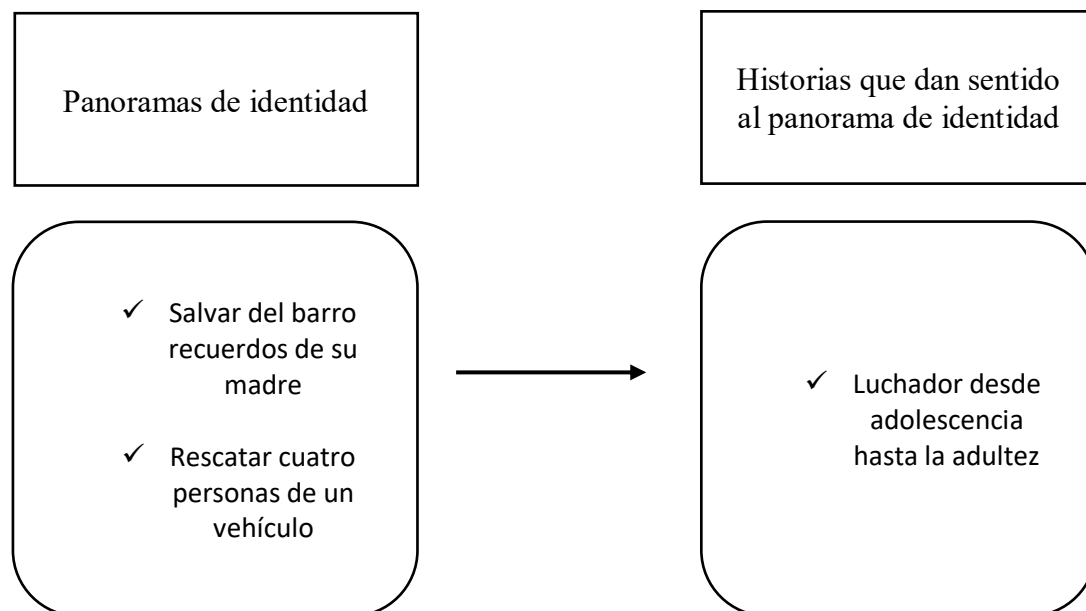 Panoramas de identidad
Historias que dan sentido
al panorama de identidad
✓ Salvar del barro
recuerdos de su
madre
✓ Rescatar cuatro
personas de un
vehículo
✓ Luchador desde
adolescencia
hasta la adultez